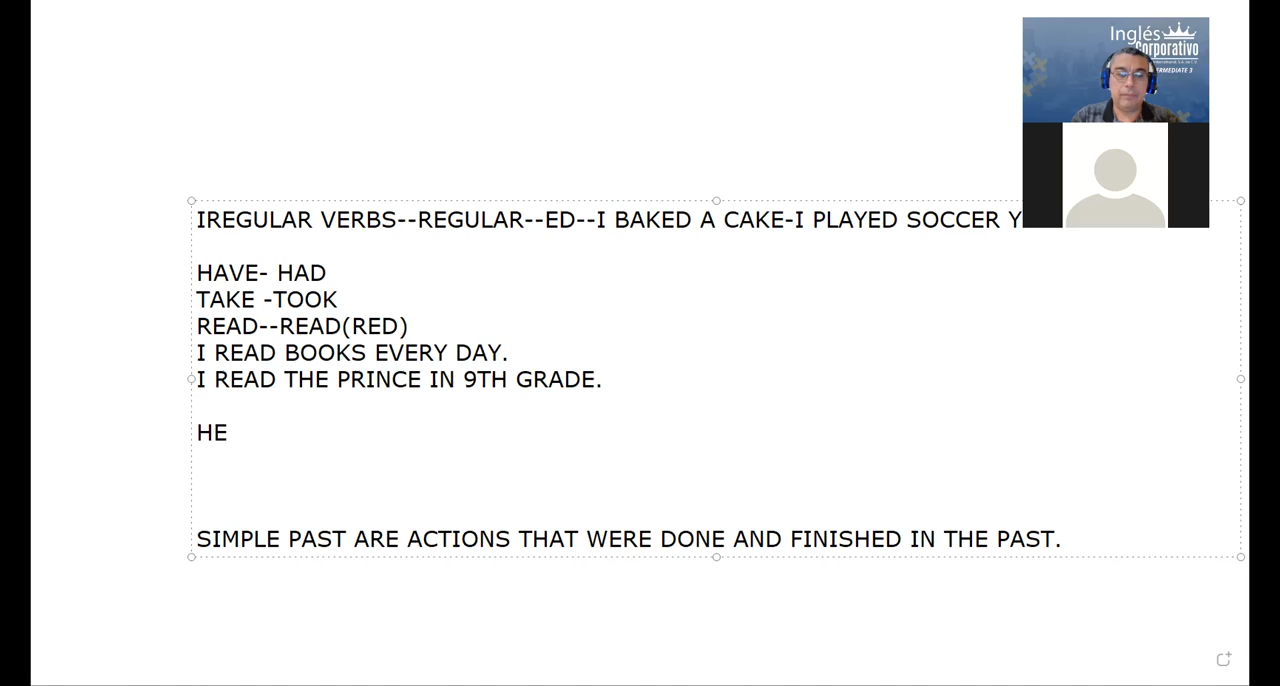 Inglés
Corporativo
International, S.A. de C.V.
IREGULAR VERBS--REGULAR--ED--I BAKED A CAKE-I PLAYED SOCCER Y
HAVE- HAD
TAKE -TOOK
READ--READ(RED)
I READ BOOKS EVERY DAY.
I READ THE PRINCE IN 9TH GRADE.
HE
SIMPLE PAST ARE ACTIONS THAT WERE DONE AND FINISHED IN THE PAST.